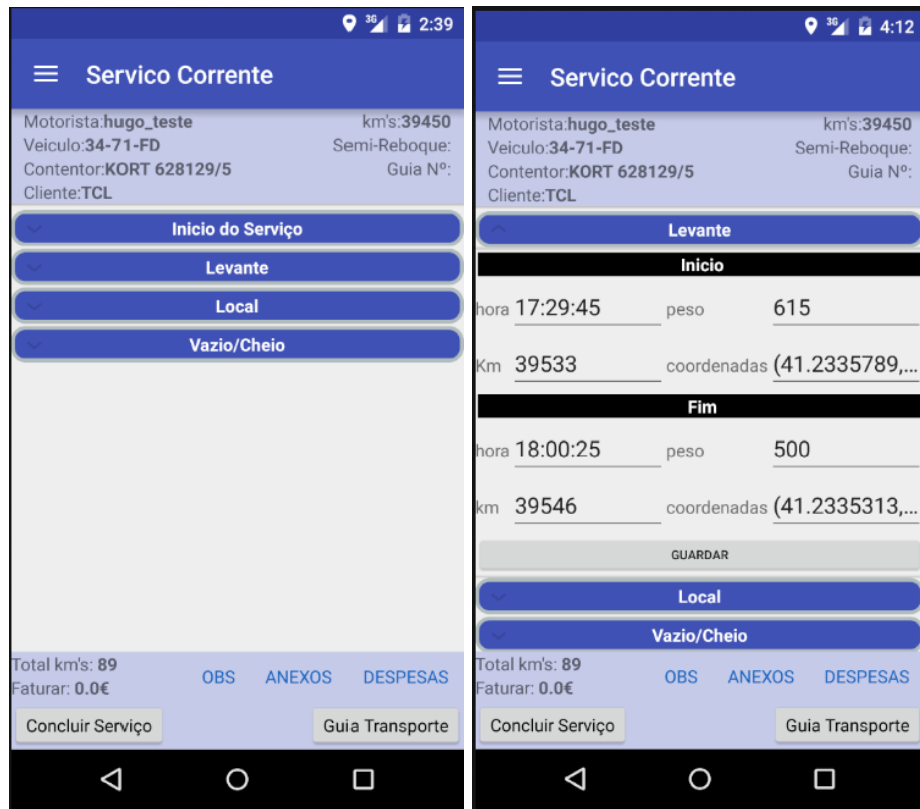 3G 2:39
Servico Corrente
Motorista:hugo_teste km's:39450
Veiculo:34-71-FD Semi-Reboque:
Contentor:KORT 628129/5 Guia Nº:
Cliente:TCL
Inicio do Serviço
Levante
Local
Vazio/Cheio
Total km's: 89
Faturar: 0.0€
OBS ANEXOS DESPESAS
Concluir Serviço Guia Transporte
3G 4:12
Servico Corrente
Motorista:hugo_teste km's:39450
Veiculo:34-71-FD Semi-Reboque:
Contentor:KORT 628129/5 Guia Nº:
Cliente:TCL
Levante
Inicio
hora 17:29:45 peso 615
Km 39533 coordenadas (41.2335789,...
Fim
hora 18:00:25 peso 500
km 39546 coordenadas (41.2335313,...
GUARDAR
Local
Vazio/Cheio
Total km's: 89
Faturar: 0.0€
OBS ANEXOS DESPESAS
Concluir Serviço Guia Transporte